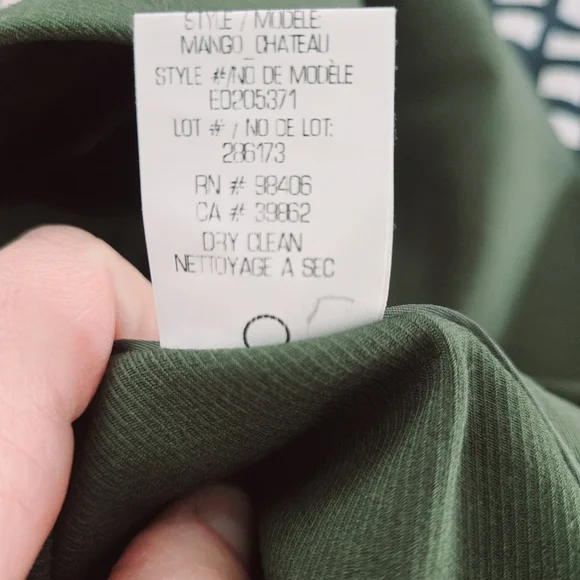 STYLE / MODÈLE:
MANGO_CHATEAU
STYLE #/NO DE MODÈLE
E0205371
LOT # / NO DE LOT:
286173
RN # 98406
CA # 39862
DRY CLEAN
NETTOYAGE A SEC